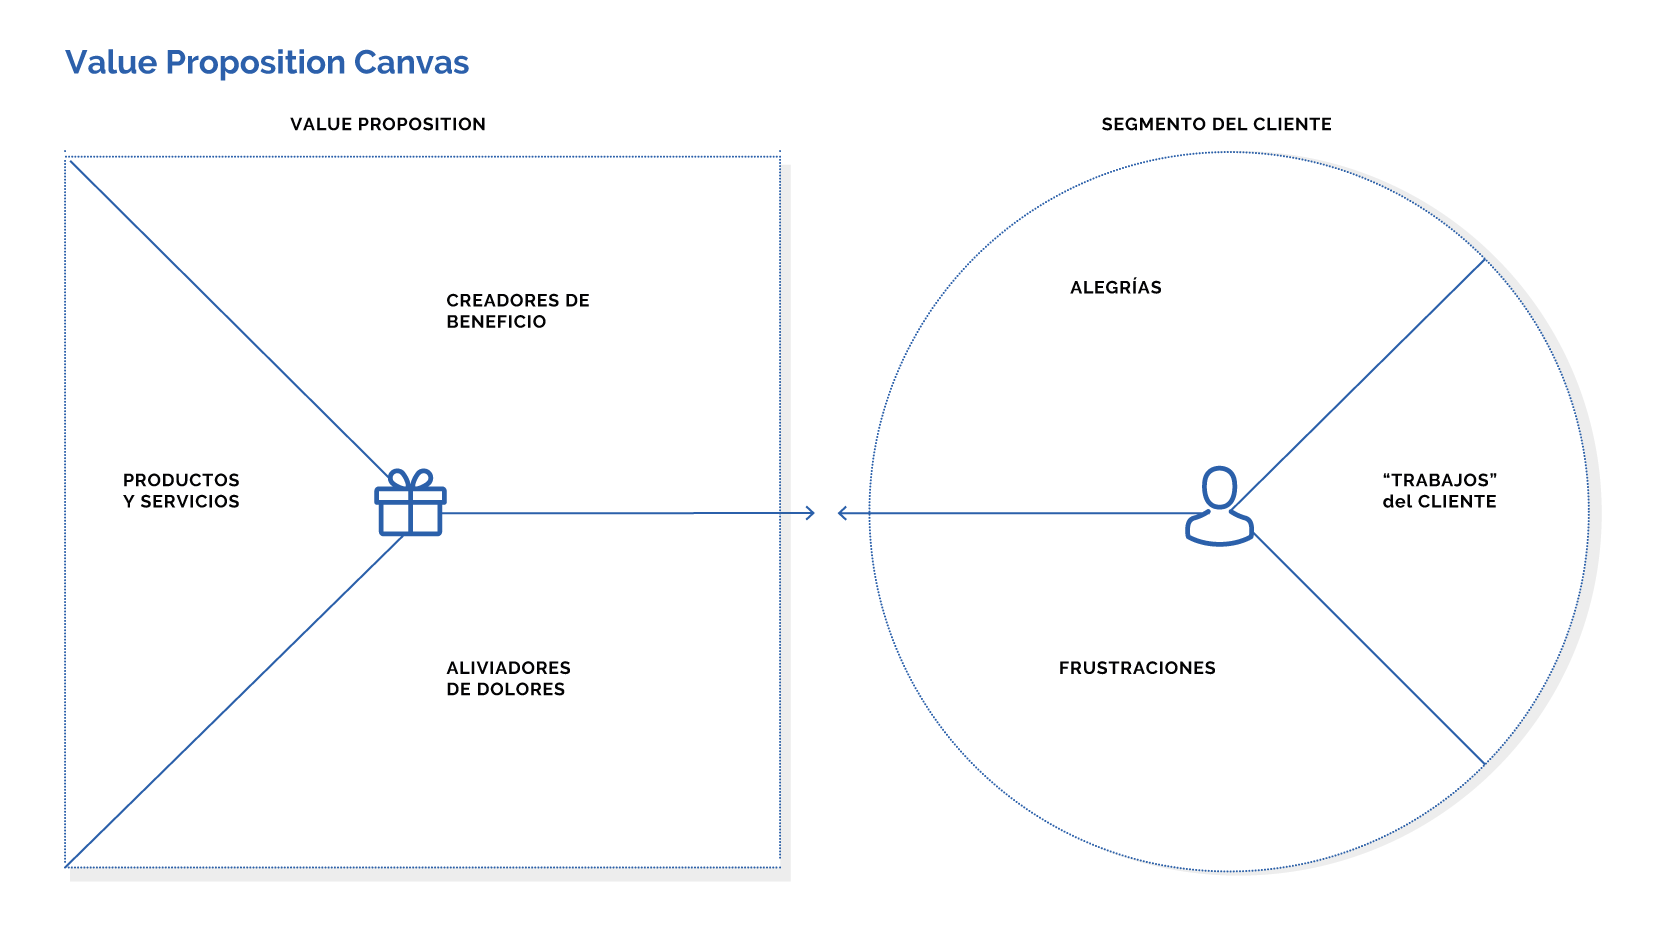 Value Proposition Canvas
VALUE PROPOSITION
SEGMENTO DEL CLIENTE
CREADORES DE
BENEFICIO
ALEGRÍAS
PRODUCTOS
Y SERVICIOS
“TRABAJOS”
del CLIENTE
ALIVIADORES
DE DOLORES
FRUSTRACIONES